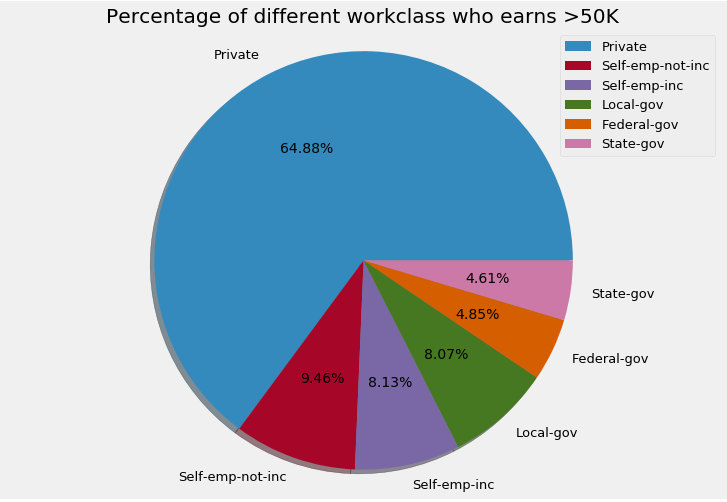 Percentage of different workclass who earns >50K
Private
Self-emp-not-inc
Self-emp-inc
Local-gov
Federal-gov
State-gov
Private
64.88%
4.61%
State-gov
4.85%
Federal-gov
8.07%
Local-gov
9.46%
8.13%
Self-emp-not-inc
Self-emp-inc